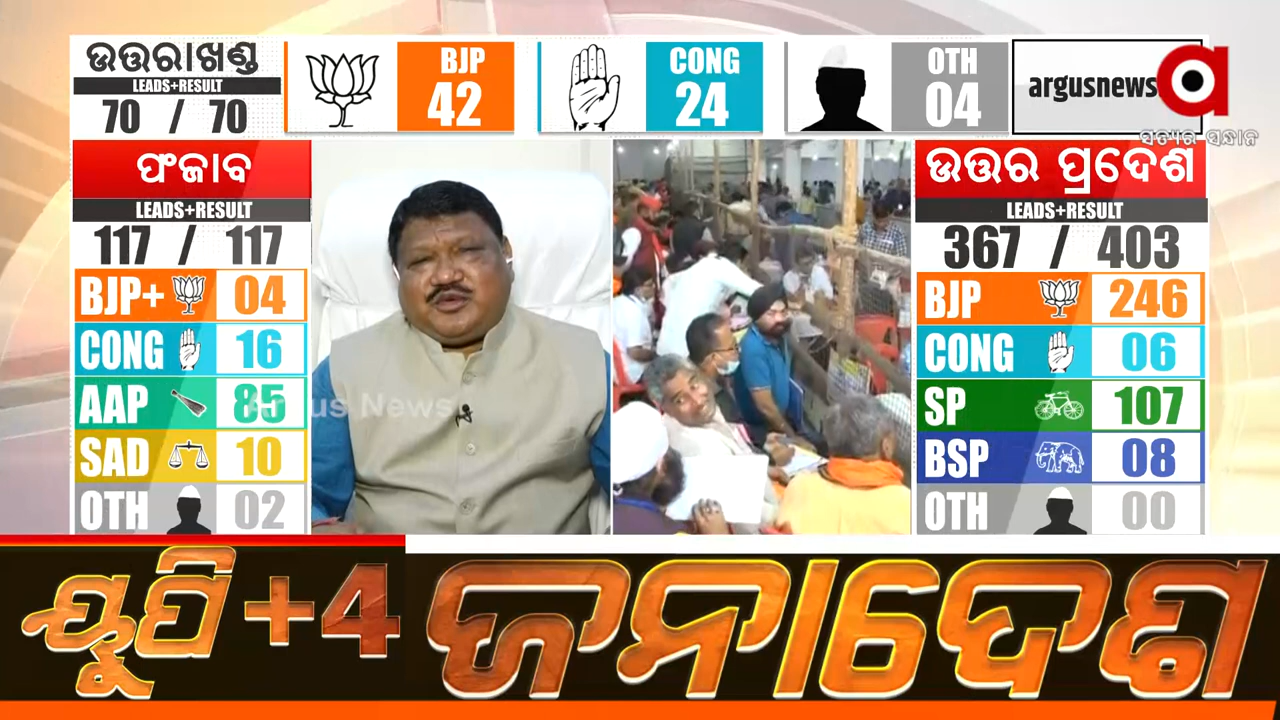 ଉତ୍ତରାଖଣ୍ଡ
LEADS+RESULT
70 / 70
BJP
42
CONG
24
OTH
04
argusnews
ସତ୍ୟର ସନ୍ଧାନ
ପଂଜାବ
LEADS+RESULT
117 / 117
BJP+ 04
CONG 16
AAP 85
SAD 10
OTH 02
Argus News
ଉତ୍ତର ପ୍ରଦେଶ
LEADS+RESULT
367 / 403
BJP 246
CONG 06
SP 107
BSP 08
OTH 00
ୟୁପି +4 ଜନାଦେଶ